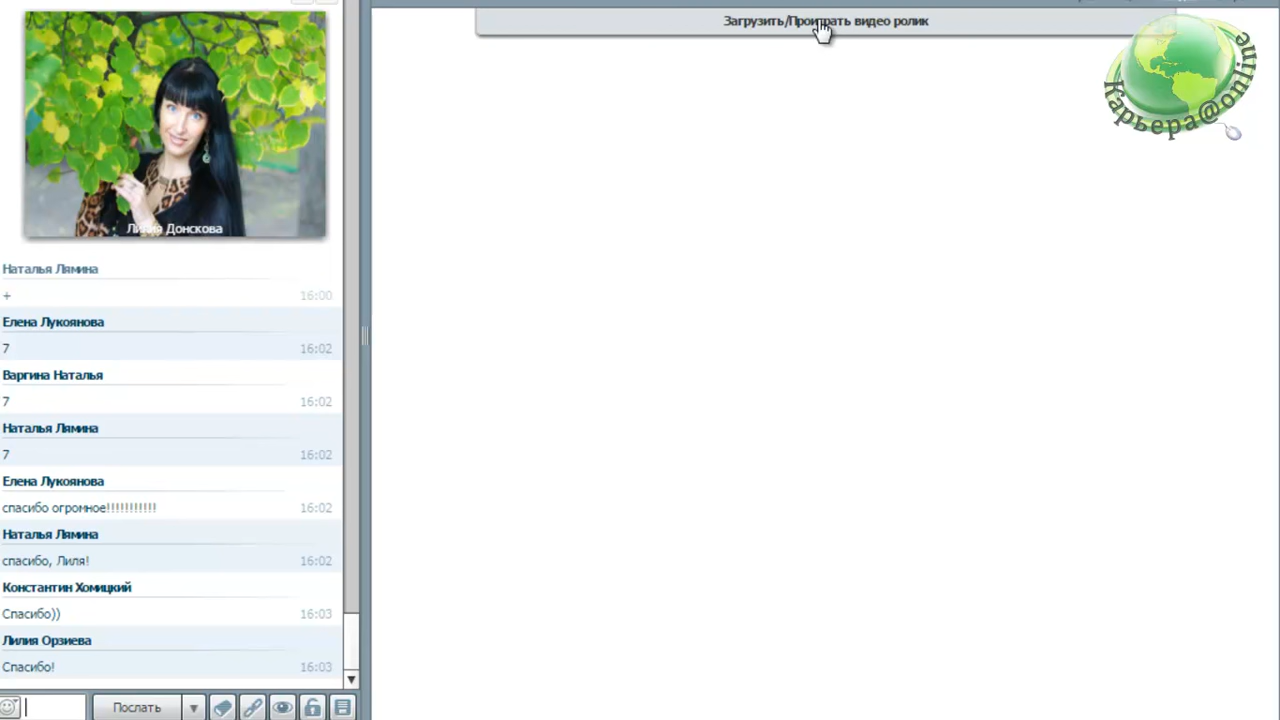 Загрузить/Проиграть видео ролик
Карьера@online
Лилия Донскова
Наталья Лямина
+ 16:00
Елена Лукоянова
7 16:02
Варгина Наталья
7 16:02
Наталья Лямина
7 16:02
Елена Лукоянова
спасибо огромное!!!!!!!!!!! 16:02
Наталья Лямина
спасибо, Лиля! 16:02
Константин Хомицкий
Спасибо)) 16:03
Лилия Орзиева
Спасибо! 16:03
Послать